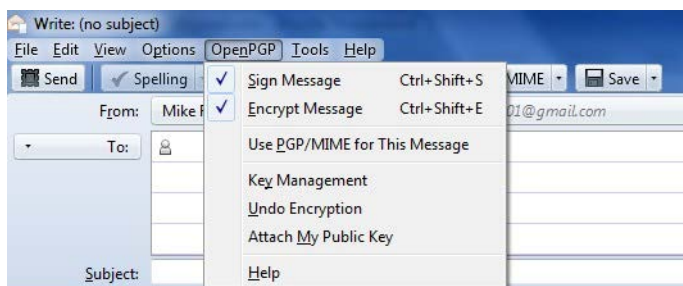 Write: (no subject)
File Edit View Options OpenPGP Tools Help
Send Spelling MIME Save
Sign Message Ctrl+Shift+S
From: Mike 01@gmail.com
Encrypt Message Ctrl+Shift+E
To:
Use PGP/MIME for This Message
Key Management
Undo Encryption
Attach My Public Key
Subject:
Help